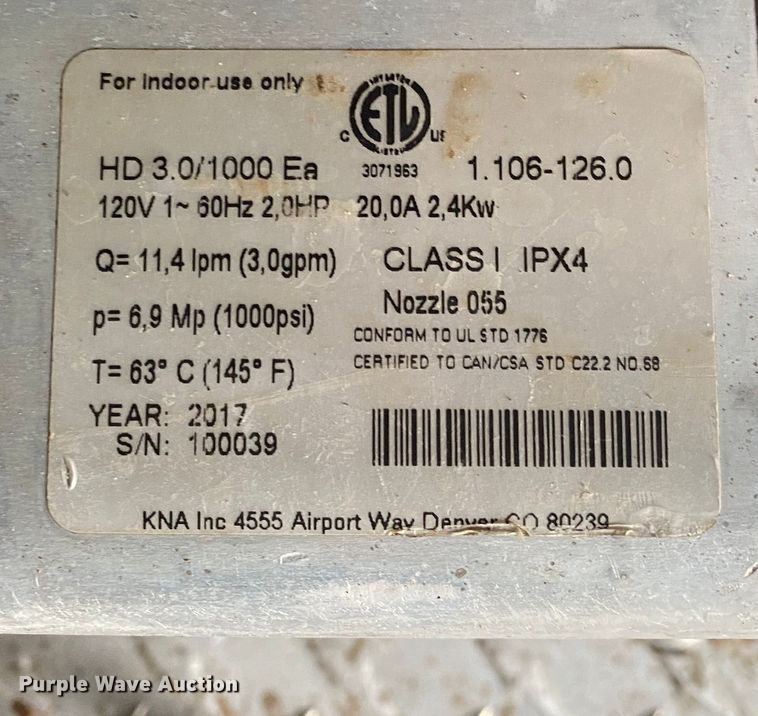 For indoor use only
ETL
LISTED
C US
3071963
HD 3.0/1000 Ea 1.106-126.0
120V 1~ 60Hz 2,0HP 20,0A 2,4Kw
Q= 11,4 lpm (3,0gpm) CLASS I IPX4
p= 6,9 Mp (1000psi) Nozzle 055
CONFORM TO UL STD 1776
T= 63° C (145° F) CERTIFIED TO CAN/CSA STD C22.2 NO.68
YEAR: 2017
S/N: 100039
KNA Inc 4555 Airport Way Denver CO 80239
Purple Wave Auction